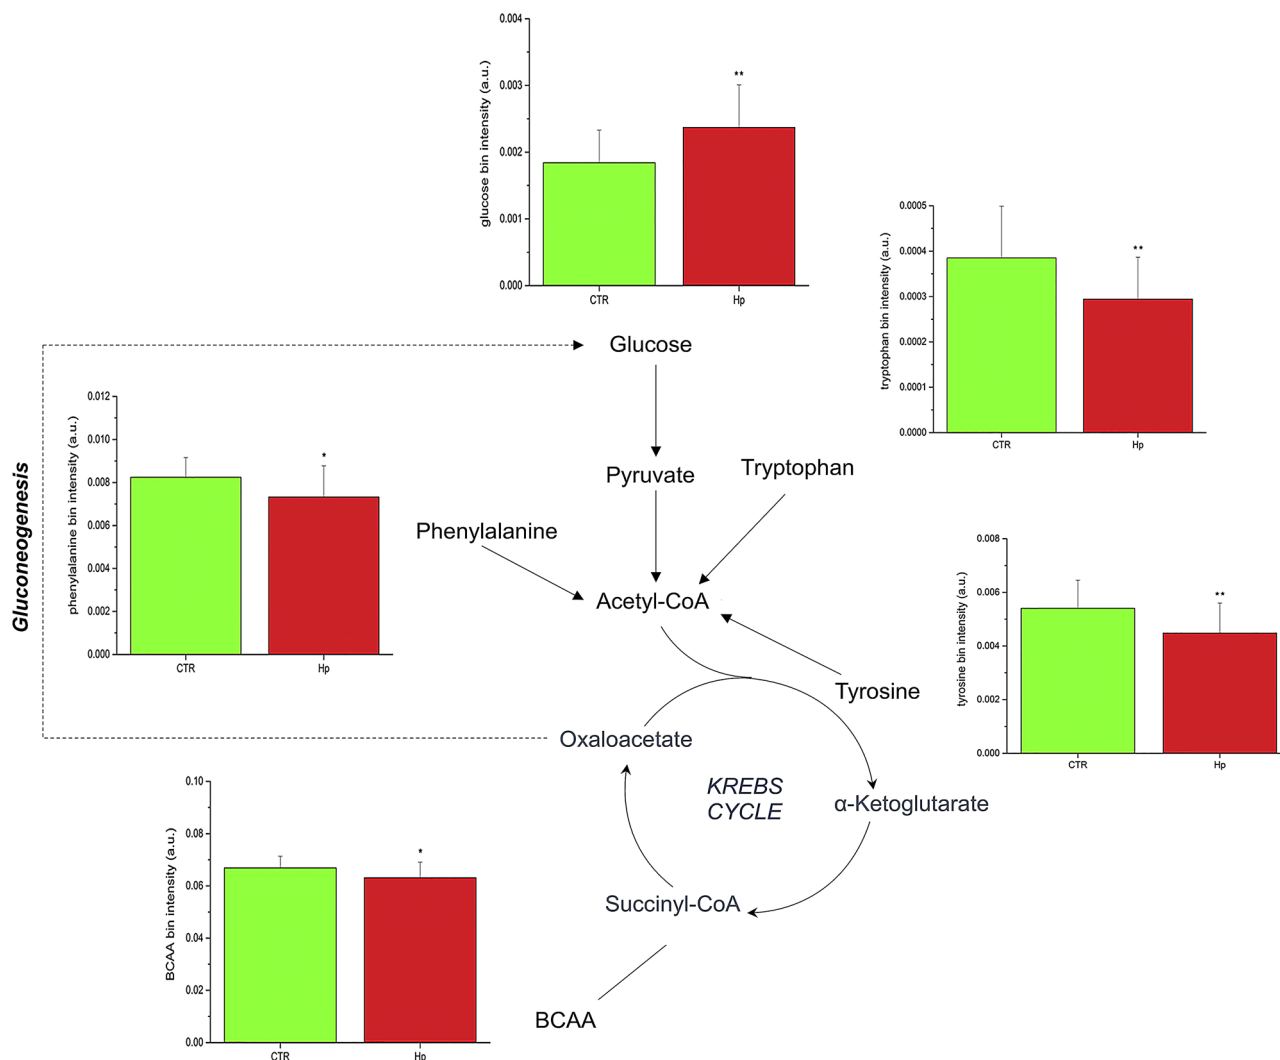 0.004
0.003
0.002
0.001
0.000
glucose bin intensity (a.u.)
**
CTR
Hp
0.0005
0.0004
0.0003
0.0002
0.0001
0.0000
tryptophan bin intensity (a.u.)
**
CTR
Hp
Glucose
Gluconeogenesis
0.012
0.010
0.008
0.006
0.004
0.002
0.000
phenylalanine bin intensity (a.u.)
*
CTR
Hp
Pyruvate
Tryptophan
Phenylalanine
Acetyl-CoA
0.008
0.006
0.004
0.002
0.000
tyrosine bin intensity (a.u.)
**
CTR
Hp
Tyrosine
Oxaloacetate
KREBS
CYCLE
α-Ketoglutarate
Succinyl-CoA
BCAA
0.10
0.08
0.06
0.04
0.02
0.00
BCAA bin intensity (a.u.)
*
CTR
Hp